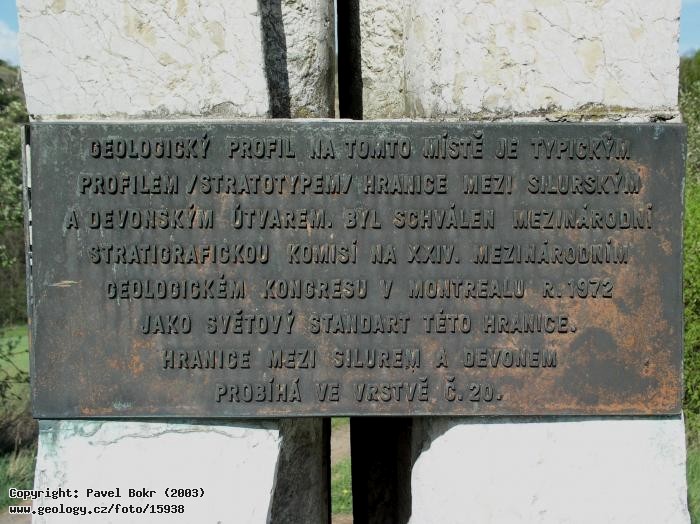 GEOLOGICKÝ PROFIL NA TOMTO MÍSTĚ JE TYPICKÝM
PROFILEM /STRATOTYPEM/ HRANICE MEZI SILURSKÝM
A DEVONSKÝM ÚTVAREM. BYL SCHVÁLEN MEZINÁRODNÍ
STRATIGRAFICKOU KOMISÍ NA XXIV. MEZINÁRODNÍM
GEOLOGICKÉM KONGRESU V MONTREALU R. 1972
JAKO SVĚTOVÝ STANDART TÉTO HRANICE.
HRANICE MEZI SILUREM A DEVONEM
PROBÍHÁ VE VRSTVĚ Č. 20.
Copyright: Pavel Bokr (2003)
www.geology.cz/foto/15938